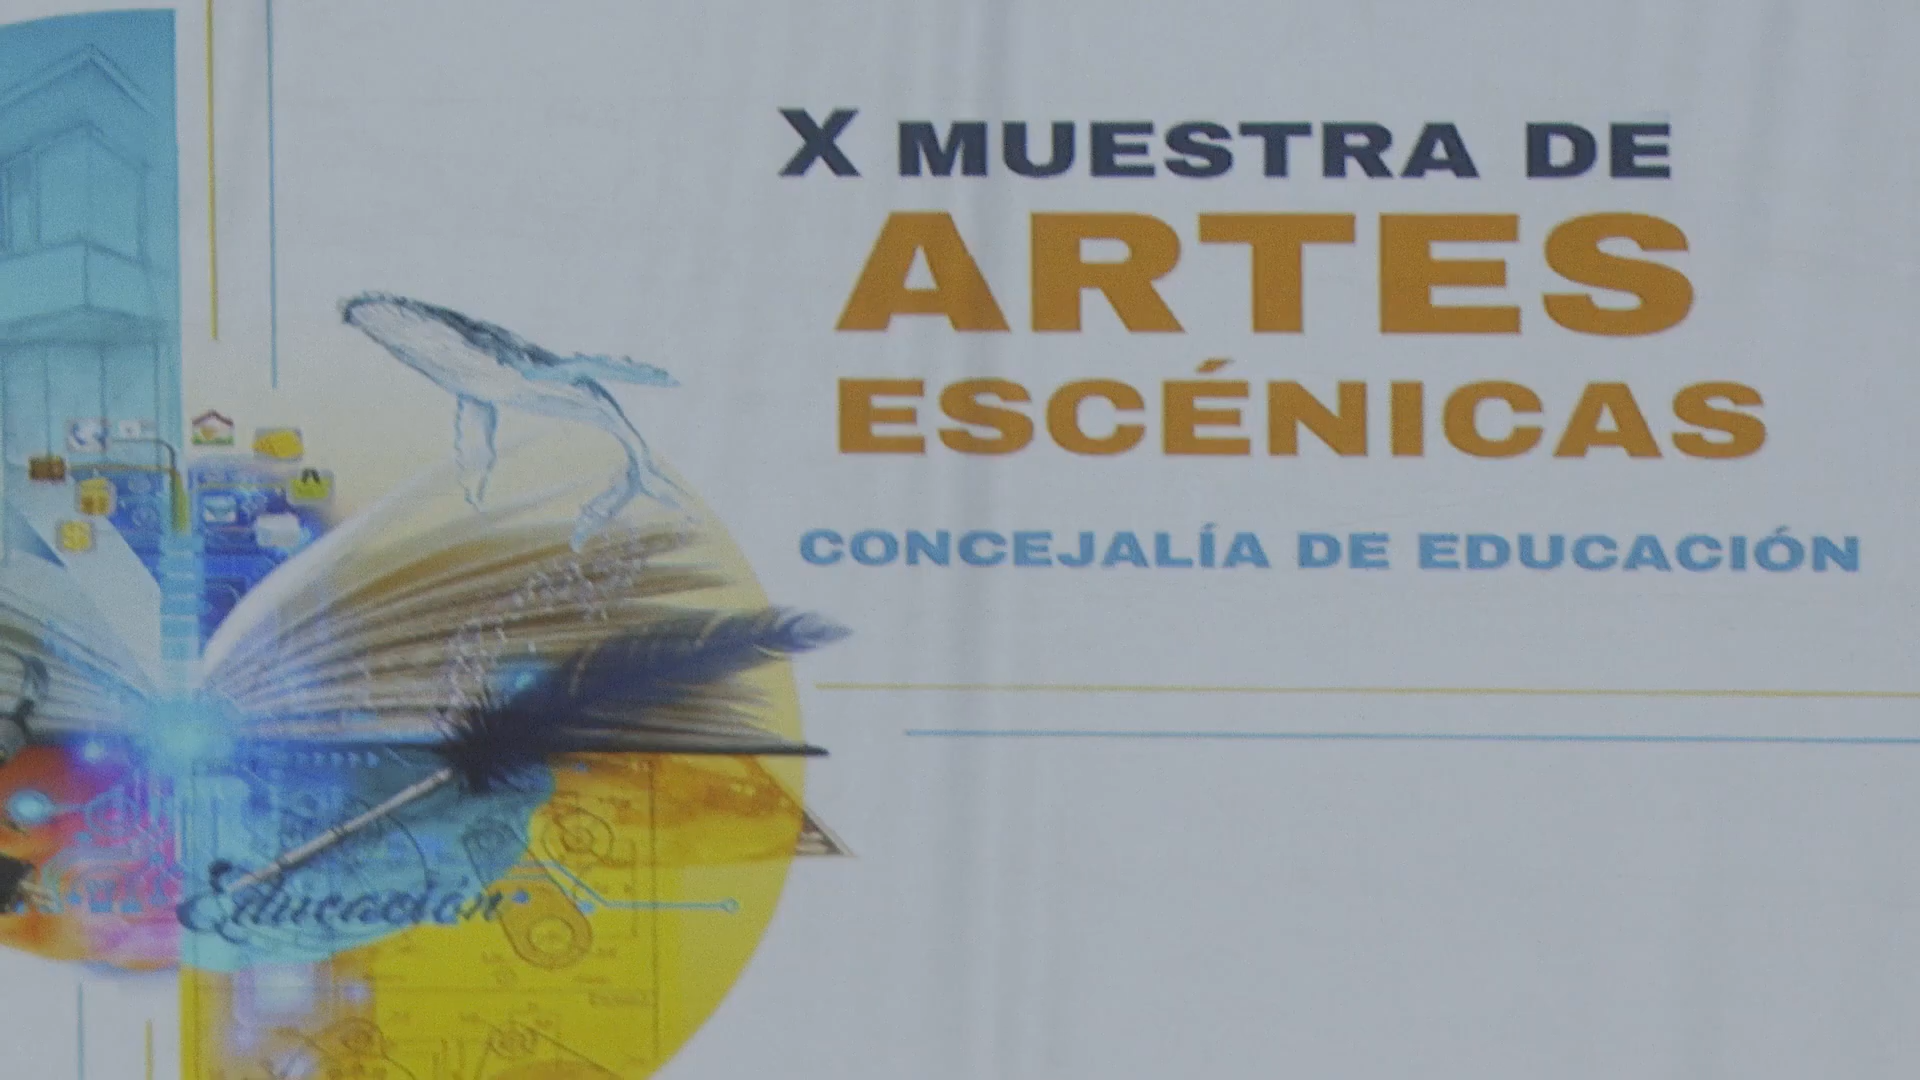 X MUESTRA DE
ARTES
ESCÉNICAS
CONCEJALÍA DE EDUCACIÓN
Educación